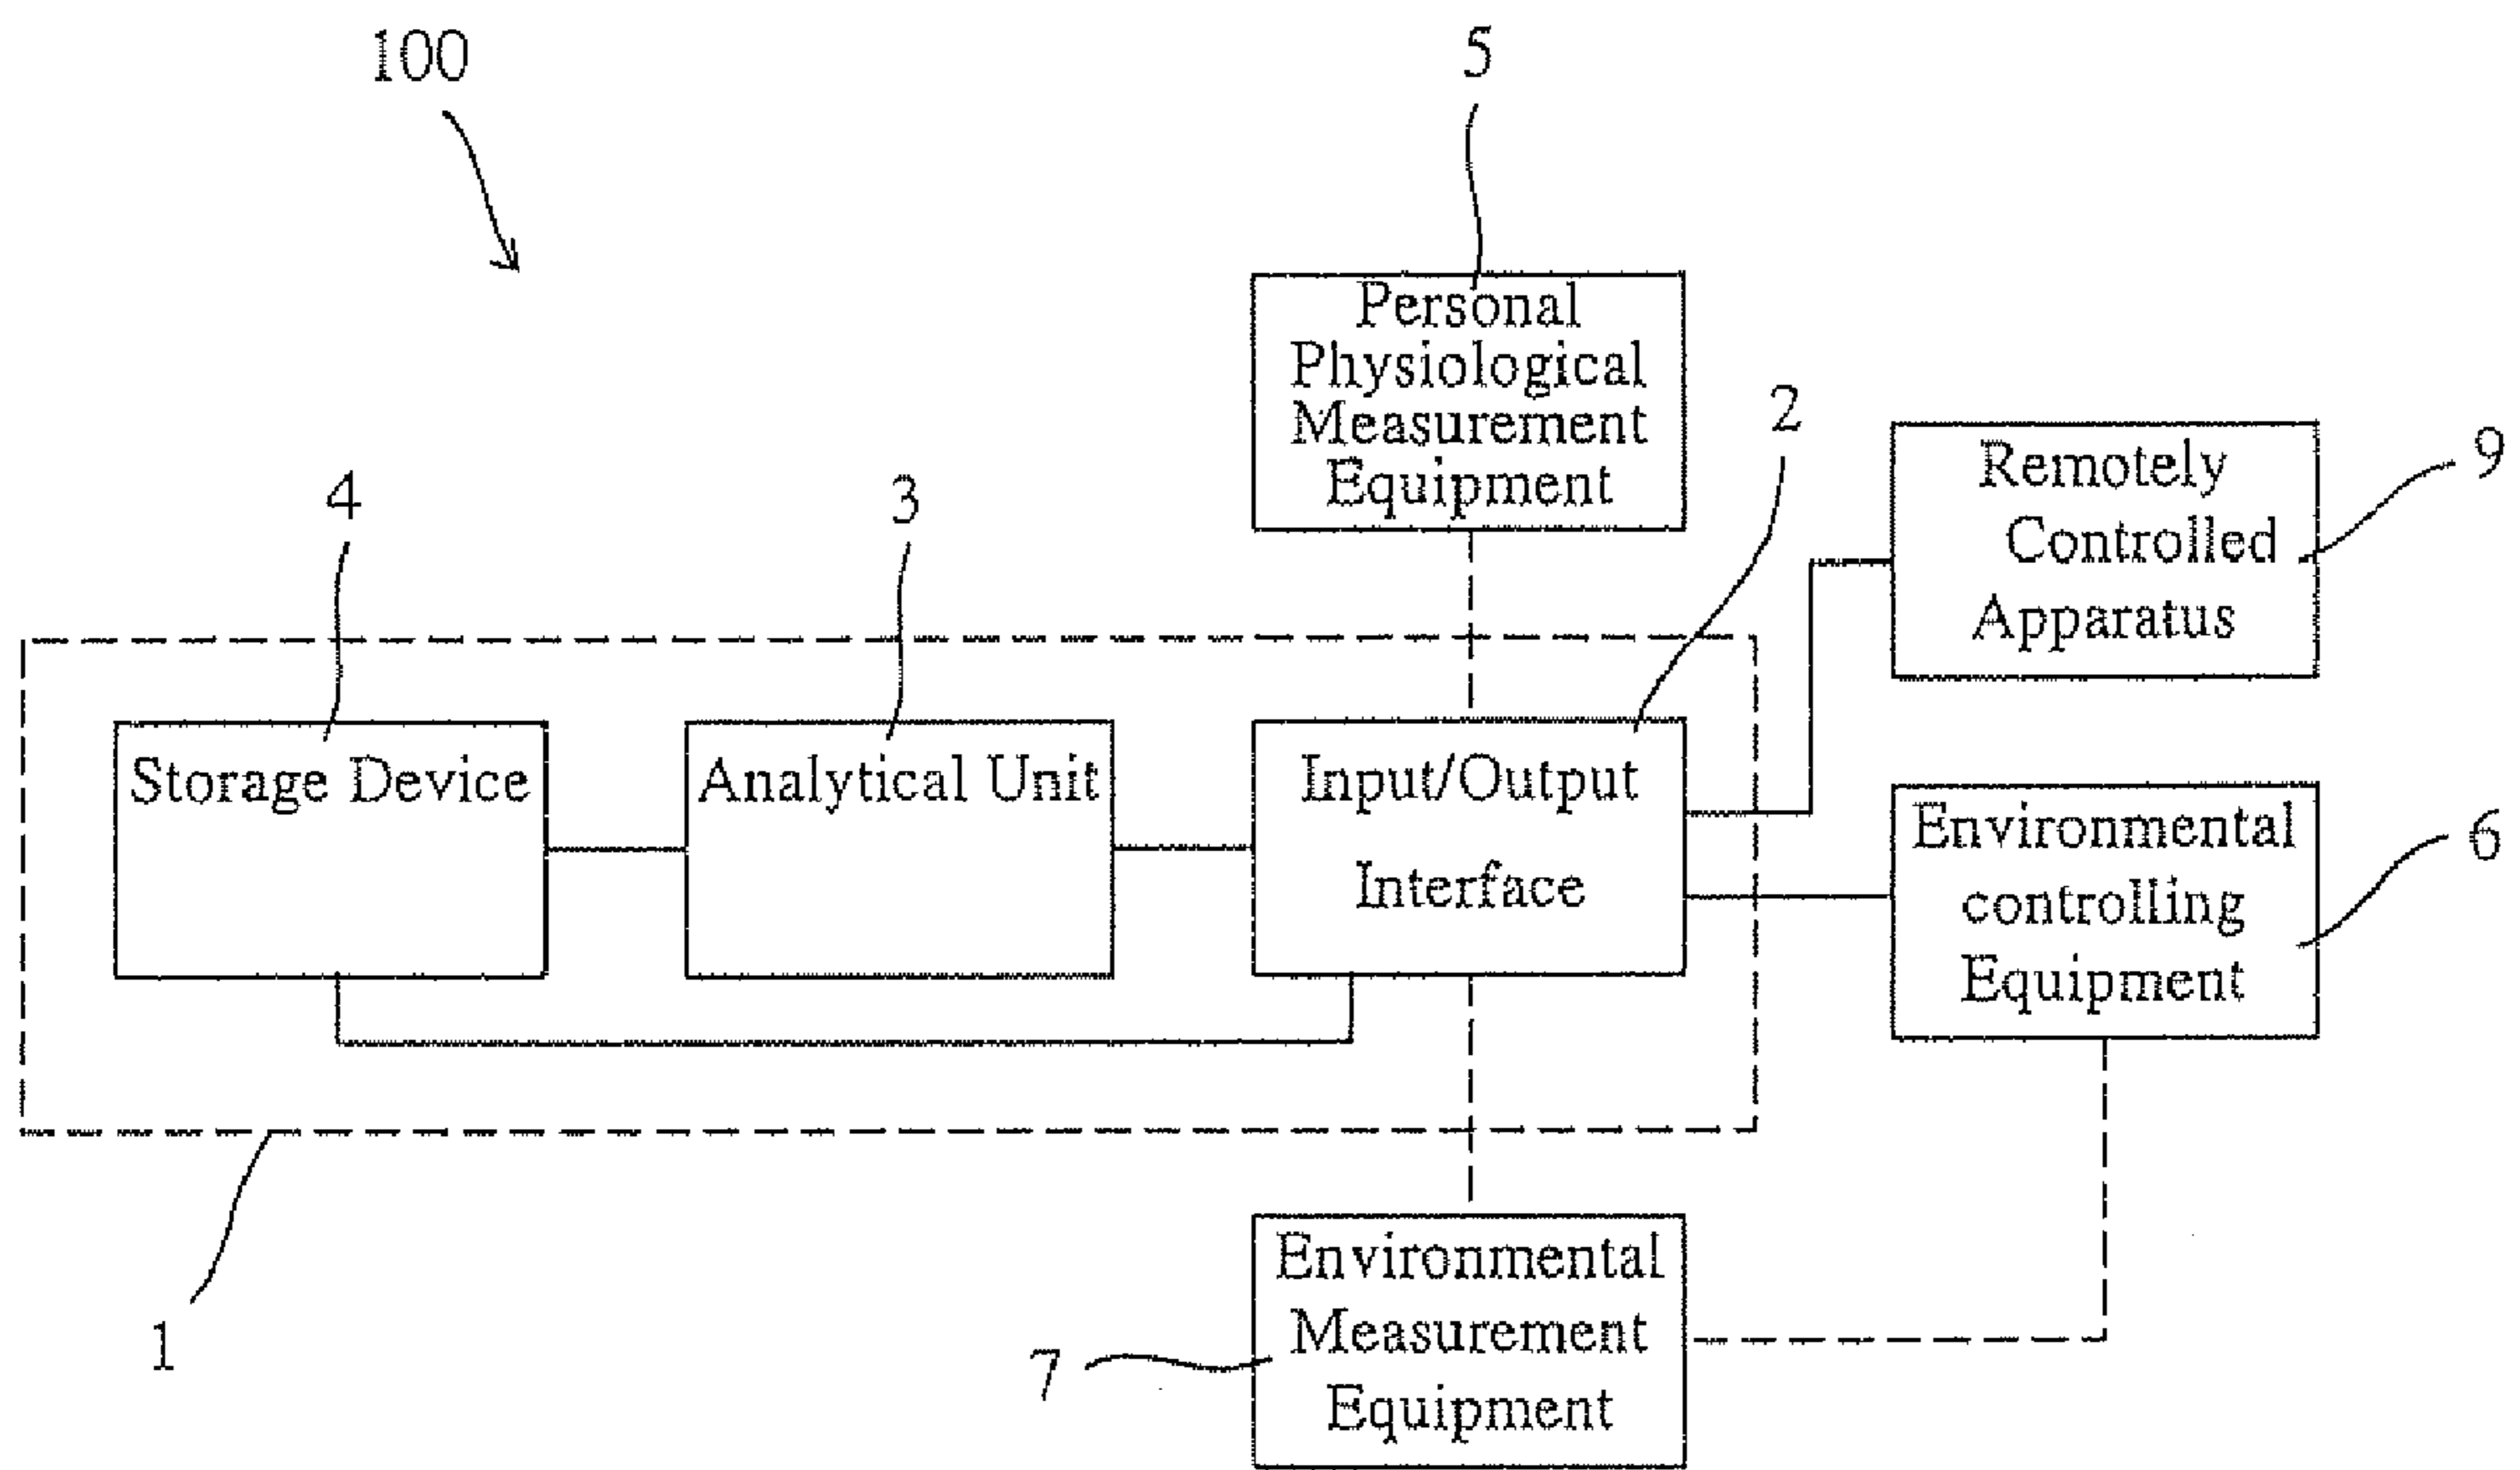 100
5
Personal
Physiological
Measurement
Equipment
2
Remotely
Controlled
Apparatus
9
4
3
Storage Device
Analytical Unit
Input/Output
Interface
Environmental
controlling
Equipment
6
1
7
Environmental
Measurement
Equipment